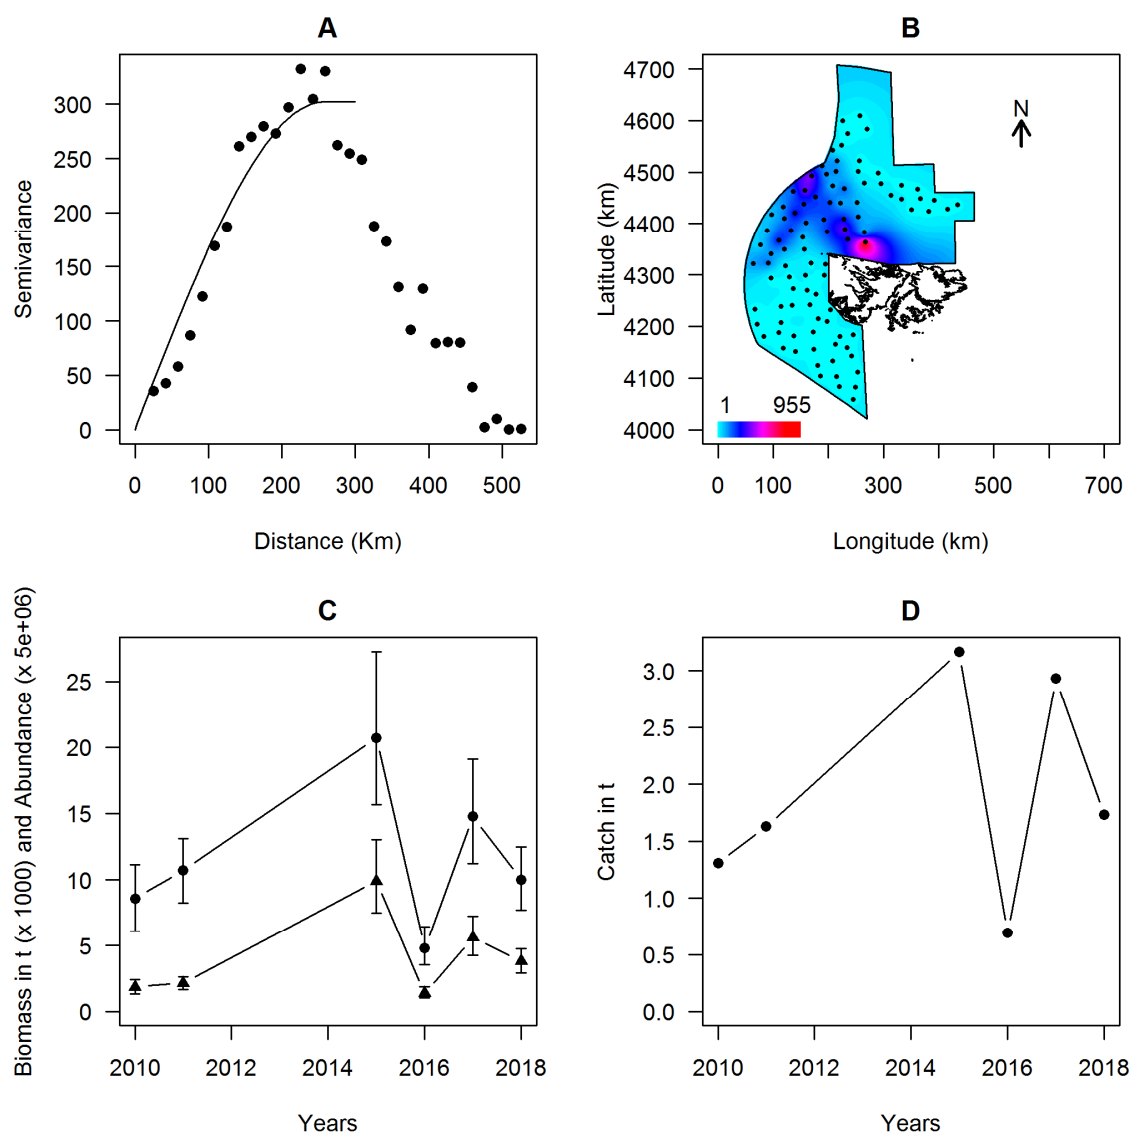 A
Semivariance
300
250
200
150
100
50
0
0 100 200 300 400 500
Distance (Km)
B
Latitude (km)
4700
4600
4500
4400
4300
4200
4100
4000
N
1 955
0 100 300 500 700
Longitude (km)
C
Biomass in t (x 1000) and Abundance (x 5e+06)
25
20
15
10
5
0
2010 2012 2014 2016 2018
Years
D
Catch in t
3.0
2.5
2.0
1.5
1.0
0.5
0.0
2010 2012 2014 2016 2018
Years